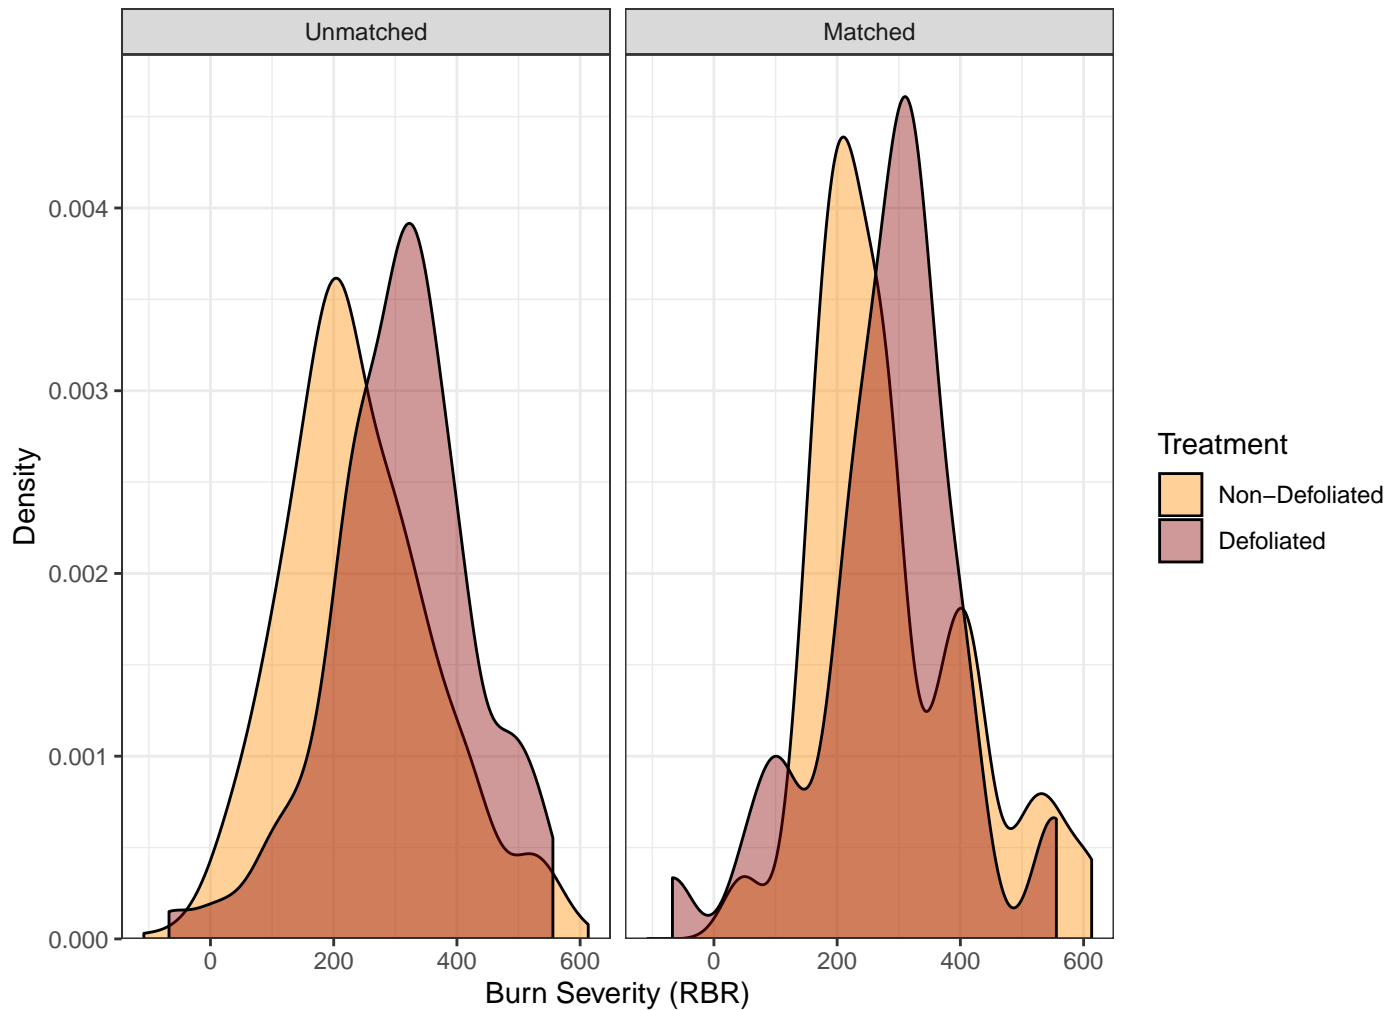 Unmatched
Matched
Density
0.004
0.003
0.002
0.001
0.000
0 200 400 600
0 200 400 600
Burn Severity (RBR)
Treatment
Non−Defoliated
Defoliated